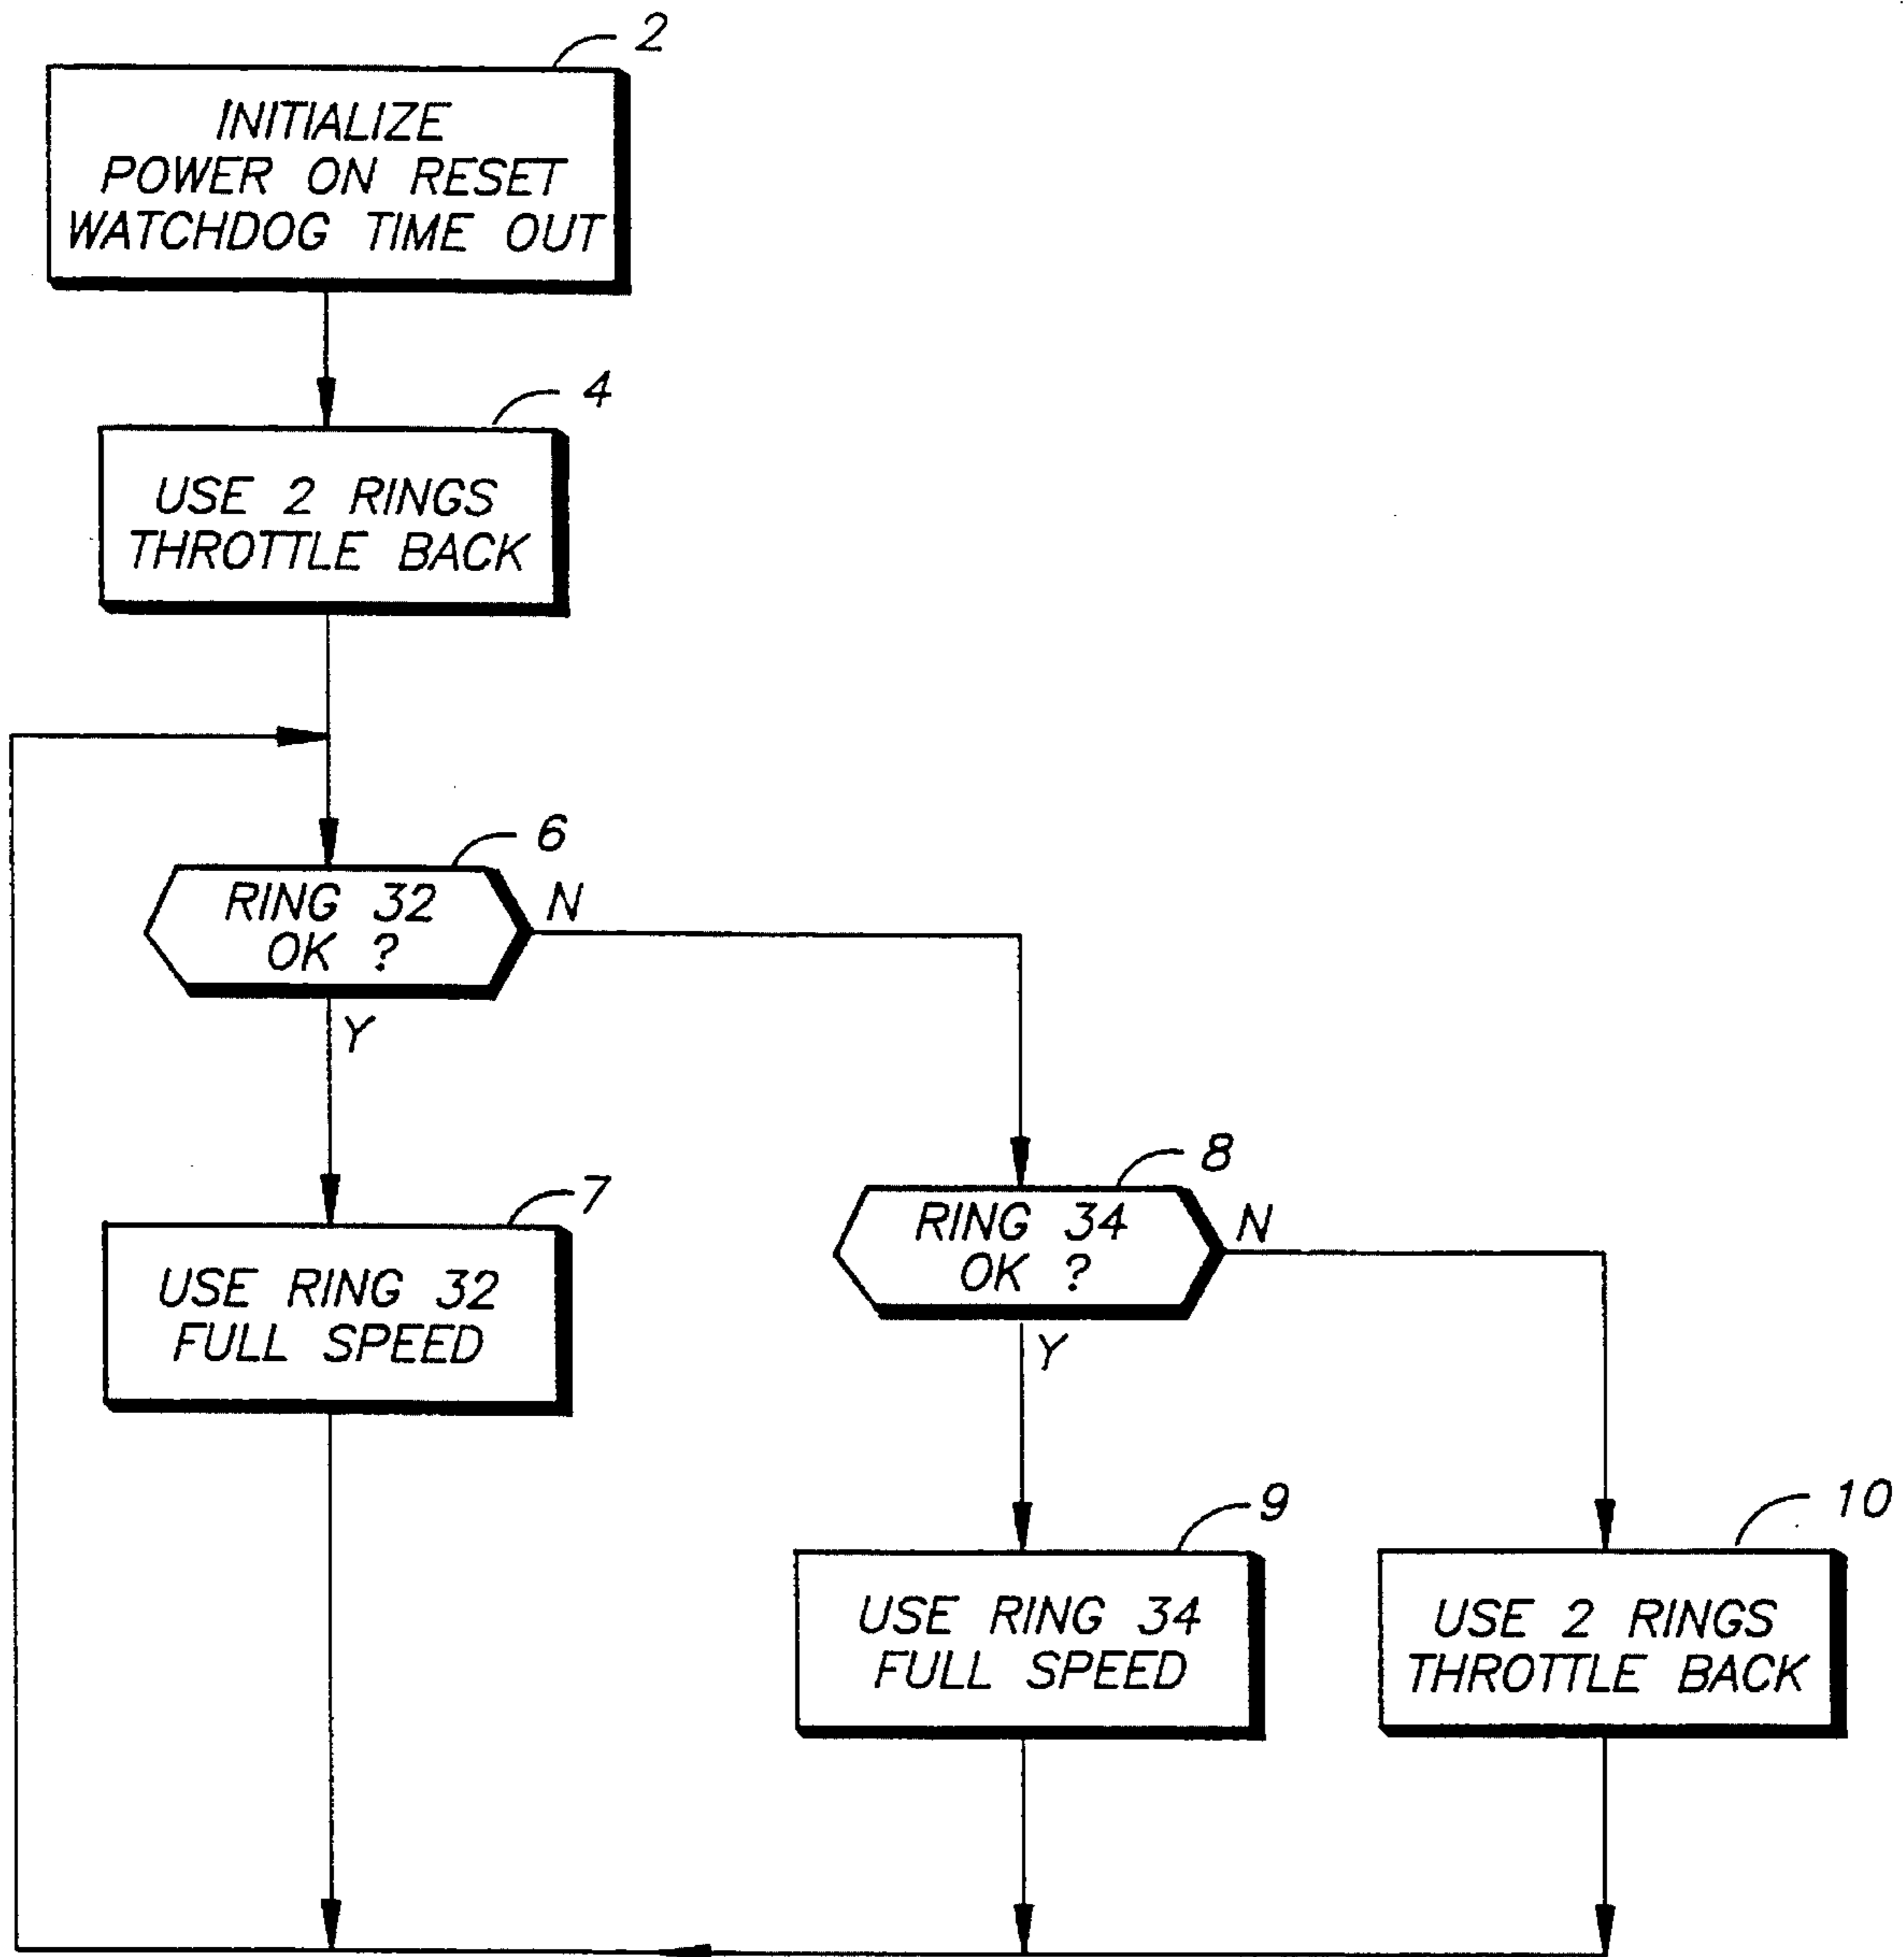 2
INITIALIZE
POWER ON RESET
WATCHDOG TIME OUT
4
USE 2 RINGS
THROTTLE BACK
6
RING 32
OK ?
N
Y
7
USE RING 32
FULL SPEED
8
RING 34
OK ?
N
Y
9
USE RING 34
FULL SPEED
10
USE 2 RINGS
THROTTLE BACK